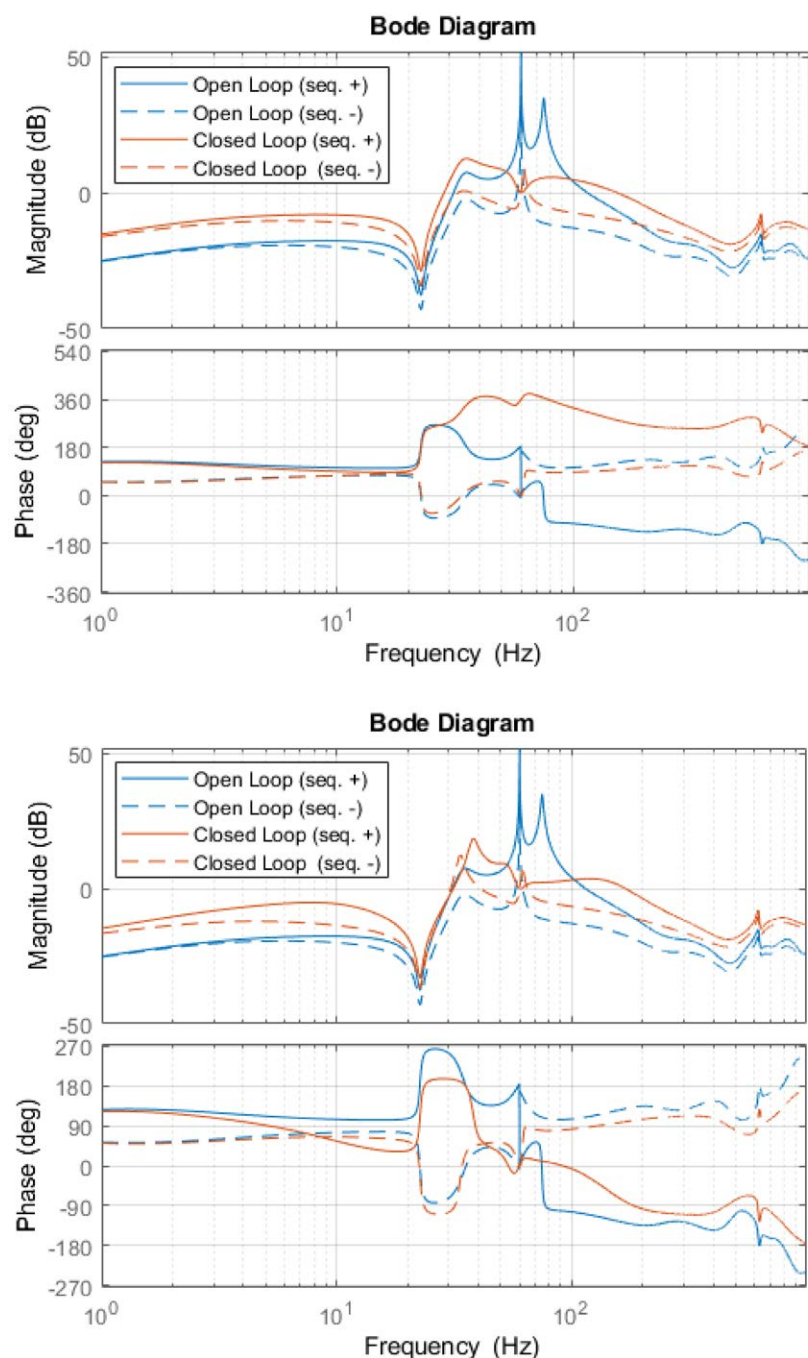 Bode Diagram
50
0
-50
Magnitude (dB)
Open Loop (seq. +)
Open Loop (seq. -)
Closed Loop (seq. +)
Closed Loop (seq. -)
540
360
180
0
-180
-360
Phase (deg)
10^0
10^1
10^2
Frequency (Hz)
Bode Diagram
50
0
-50
Magnitude (dB)
Open Loop (seq. +)
Open Loop (seq. -)
Closed Loop (seq. +)
Closed Loop (seq. -)
270
180
90
0
-90
-180
-270
Phase (deg)
10^0
10^1
10^2
Frequency (Hz)